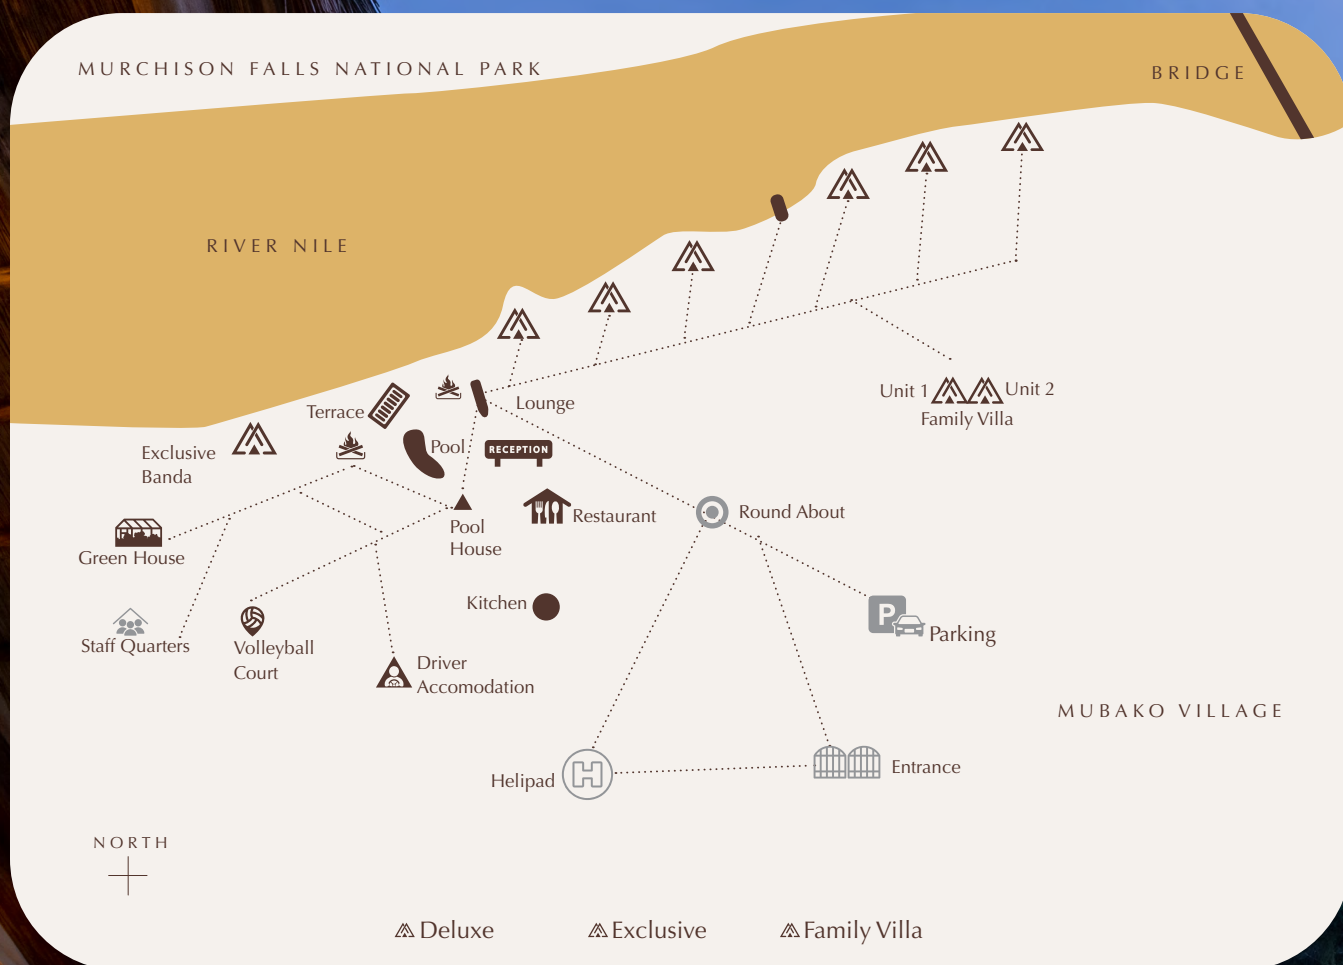 MURCHISON FALLS NATIONAL PARK
BRIDGE
RIVER NILE
Unit 1
Unit 2
Family Villa
Terrace
Lounge
Exclusive
Banda
Pool
RECEPTION
Green House
Pool
House
Restaurant
Round About
Kitchen
P
Parking
Staff Quarters
Volleyball
Court
Driver
Accomodation
MUBAKO VILLAGE
Helipad
H
Entrance
NORTH
Deluxe
Exclusive
Family Villa